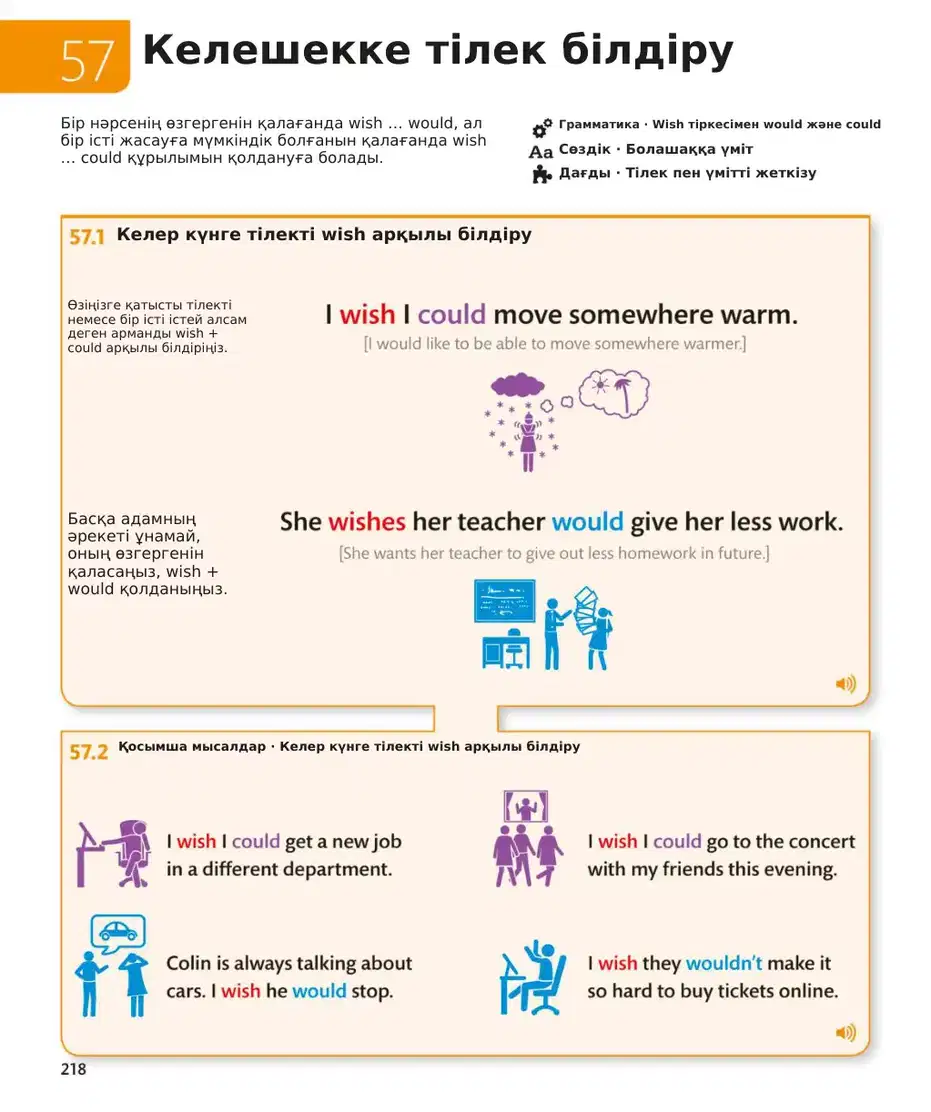 57
Келешекке тілек білдіру
Бір нәрсенің өзгергенін қалағанда wish ... would, ал
бір істі жасауға мүмкіндік болғанын қалағанда wish
... could құрылымын қолдануға болады.
Грамматика · Wish тіркесімен would және could
Aa Сөздік · Болашаққа үміт
Дағды · Тілек пен үмітті жеткізу
57.1 Келер күнге тілекті wish арқылы білдіру
Өзіңізге қатысты тілекті
немесе бір істі істей алсам
деген арманды wish +
could арқылы білдіріңіз.
I wish I could move somewhere warm.
[I would like to be able to move somewhere warmer.]
Басқа адамның
әрекеті ұнамай,
оның өзгергенін
қаласаңыз, wish +
would қолданыңыз.
She wishes her teacher would give her less work.
[She wants her teacher to give out less homework in future.]
57.2 Қосымша мысалдар · Келер күнге тілекті wish арқылы білдіру
I wish I could get a new job
in a different department.
I wish I could go to the concert
with my friends this evening.
Colin is always talking about
cars. I wish he would stop.
I wish they wouldn't make it
so hard to buy tickets online.
218